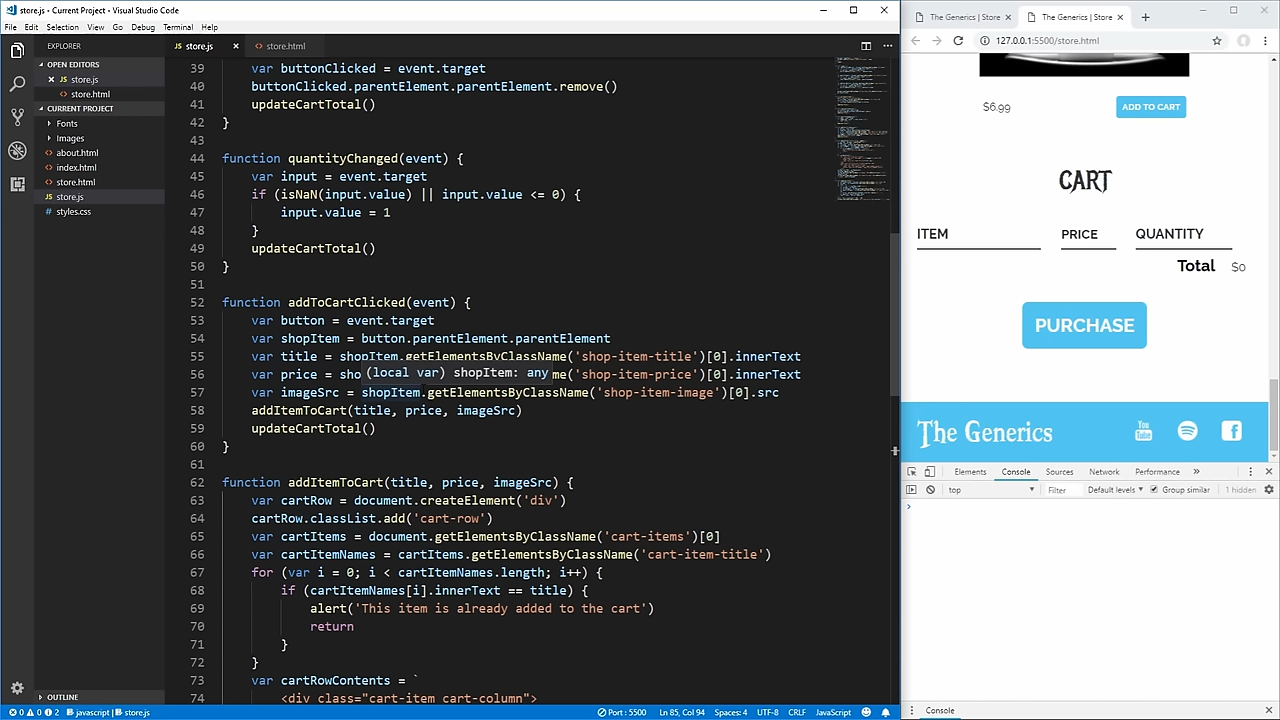 store.js • Current Project • Visual Studio Code
File Edit Selection View Go Debug Terminal Help
EXPLORER
OPEN EDITORS
store.js
store.html
CURRENT PROJECT
Fonts
Images
about.html
index.html
store.html
store.js
styles.css
OUTLINE
store.js
store.html
39 var buttonClicked = event.target
40 buttonClicked.parentElement.parentElement.remove()
41 updateCartTotal()
42 }
43
44 function quantityChanged(event) {
45 var input = event.target
46 if (isNaN(input.value) || input.value <= 0) {
47 input.value = 1
48 }
49 updateCartTotal()
50 }
51
52 function addToCartClicked(event) {
53 var button = event.target
54 var shopItem = button.parentElement.parentElement
55 var title = shopItem.getElementsByClassName('shop-item-title')[0].innerText
56 var price = sho (local var) shopItem: any me('shop-item-price')[0].innerText
57 var imageSrc = shopItem.getElementsByClassName('shop-item-image')[0].src
58 addItemToCart(title, price, imageSrc)
59 updateCartTotal()
60 }
61
62 function addItemToCart(title, price, imageSrc) {
63 var cartRow = document.createElement('div')
64 cartRow.classList.add('cart-row')
65 var cartItems = document.getElementsByClassName('cart-items')[0]
66 var cartItemNames = cartItems.getElementsByClassName('cart-item-title')
67 for (var i = 0; i < cartItemNames.length; i++) {
68 if (cartItemNames[i].innerText == title) {
69 alert('This item is already added to the cart')
70 return
71 }
72 }
73 var cartRowContents = `
74 <div class="cart-item cart-column">
0 0 2 javascript | store.js Port : 5500 Ln 85, Col 94 Spaces: 4 UTF-8 CRLF JavaScript
The Generics | Store The Generics | Store
127.0.0.1:5500/store.html
$6.99 ADD TO CART
CART
ITEM PRICE QUANTITY
Total $0
PURCHASE
The Generics You Tube
Elements Console Sources Network Performance »
top Filter Default levels Group similar 1 hidden
Console